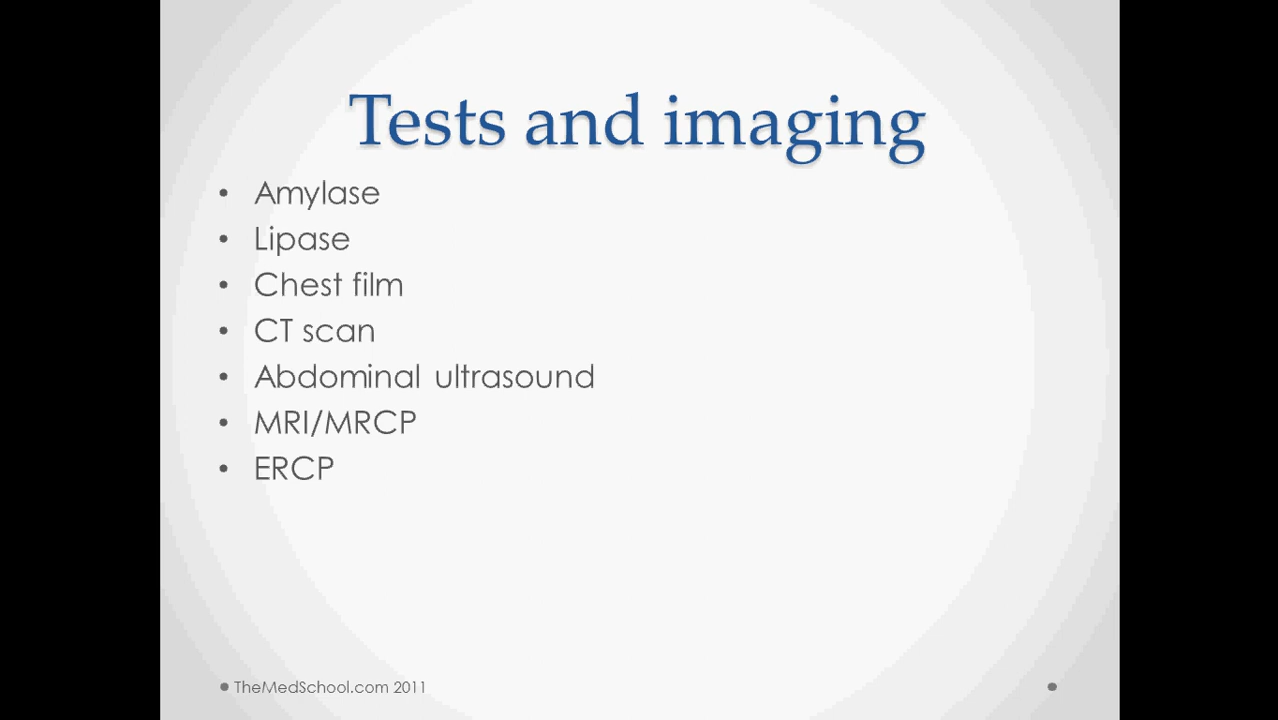 Tests and imaging
• Amylase
• Lipase
• Chest film
• CT scan
• Abdominal ultrasound
• MRI/MRCP
• ERCP
TheMedSchool.com 2011